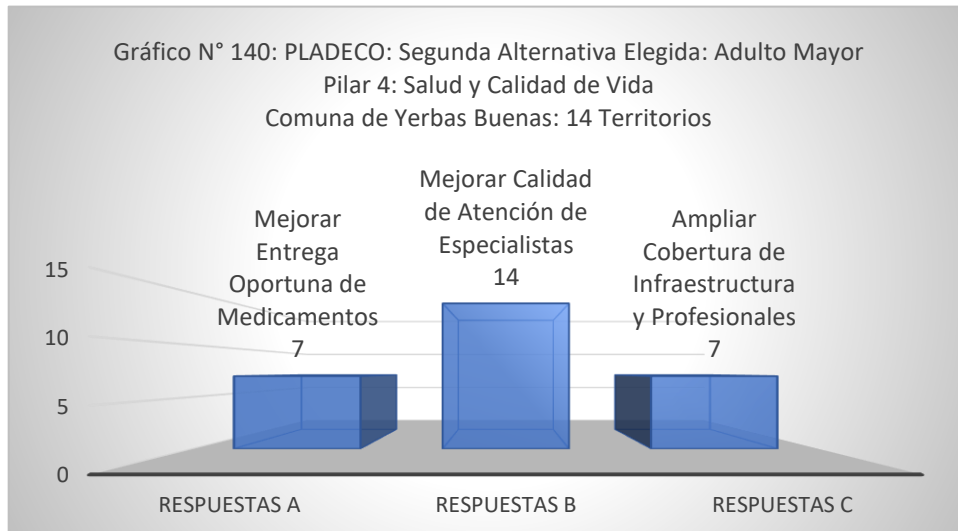 Gráfico N° 140: PLADECO: Segunda Alternativa Elegida: Adulto Mayor
Pilar 4: Salud y Calidad de Vida
Comuna de Yerbas Buenas: 14 Territorios
Mejorar
Entrega
Oportuna de
Medicamentos
7
Mejorar Calidad
de Atención de
Especialistas
14
Ampliar
Cobertura de
Infraestructura
y Profesionales
7
15
10
5
0
RESPUESTAS A
RESPUESTAS B
RESPUESTAS C